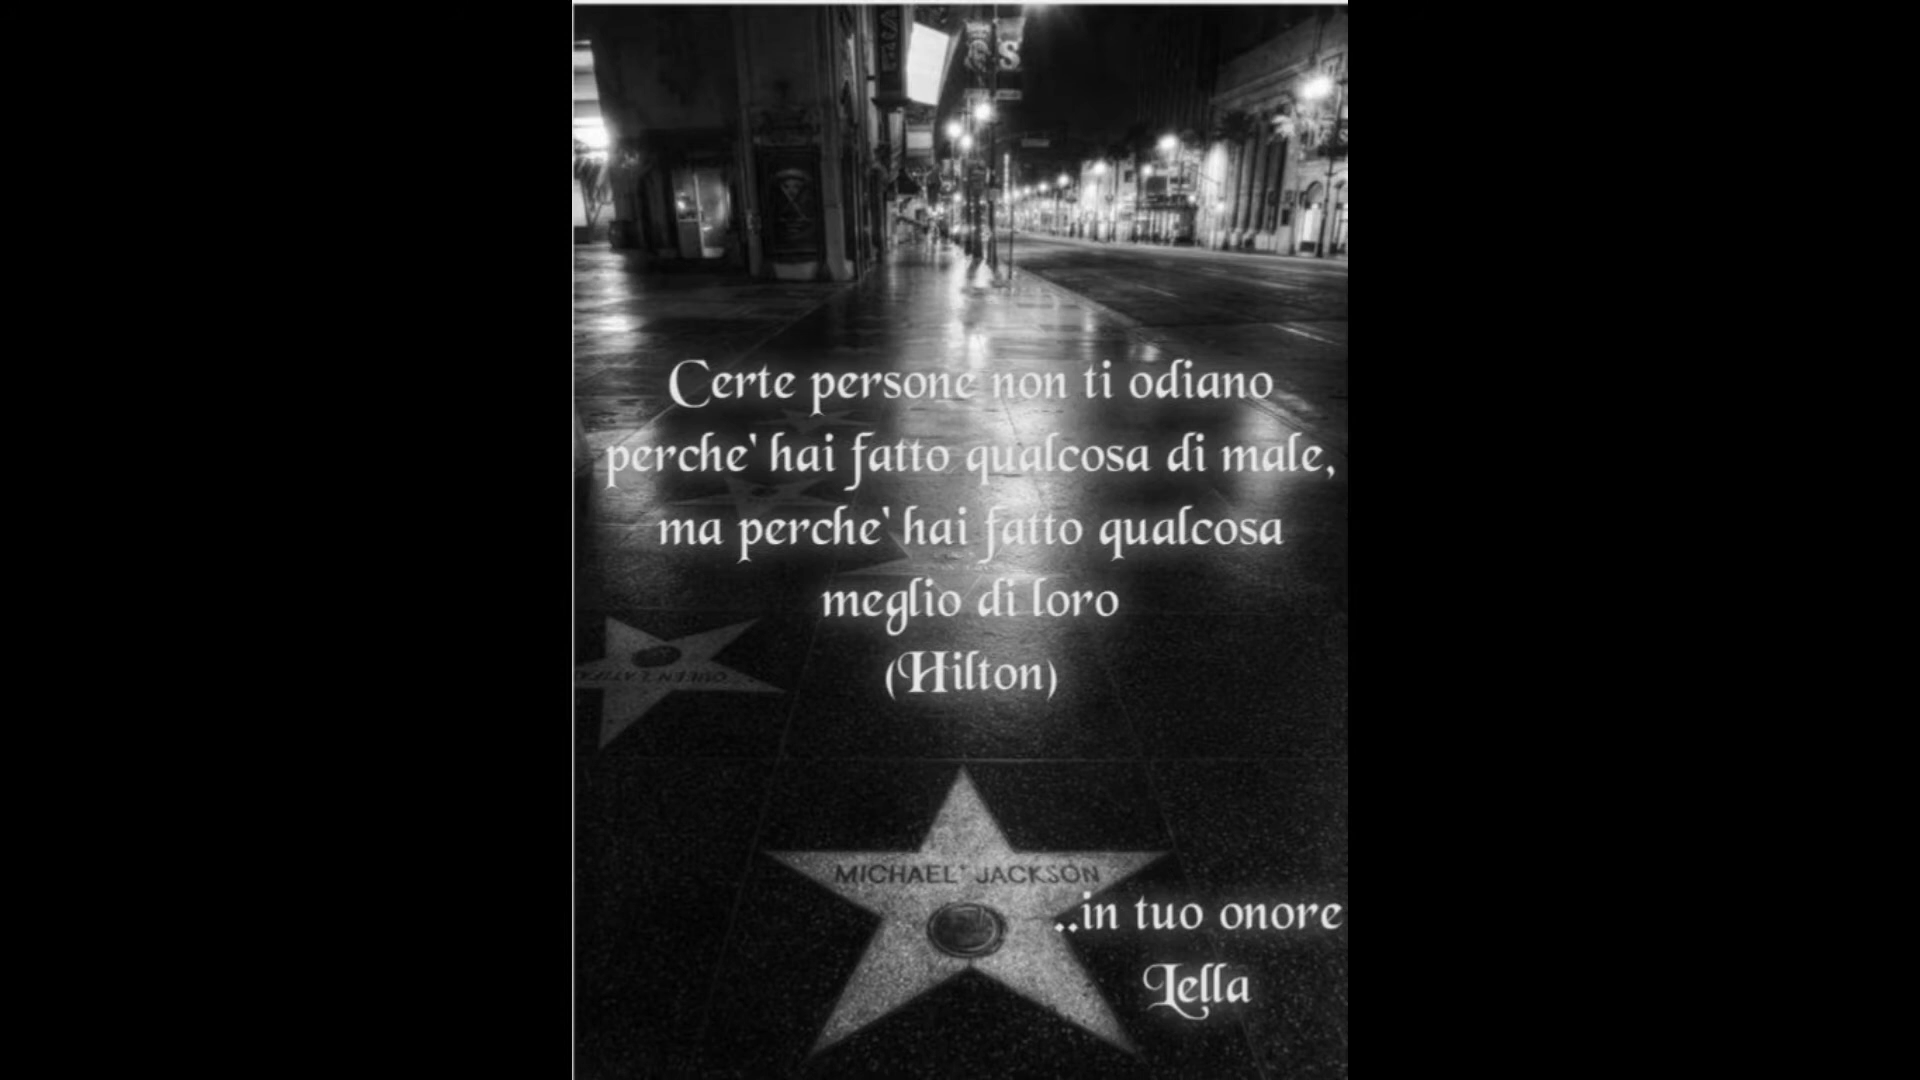 S
Certe persone non ti odiano
perche' hai fatto qualcosa di male,
ma perche' hai fatto qualcosa
meglio di loro
(Hilton)
MICHAEL JACKSON
..in tuo onore
Lella